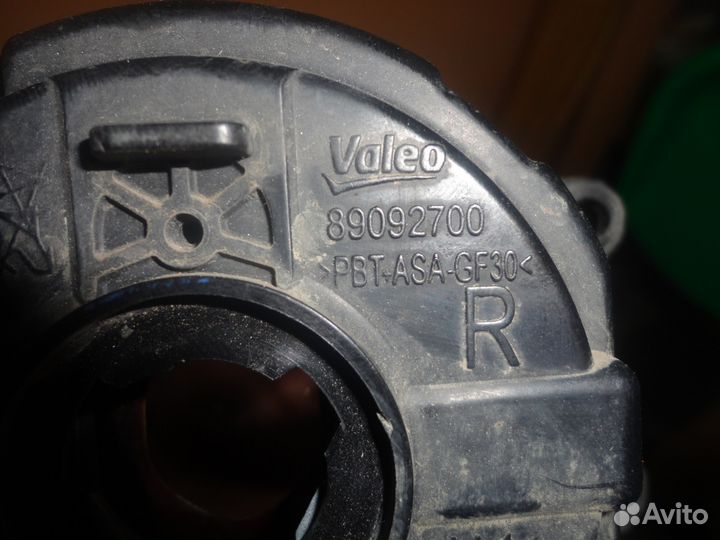 Valeo
89092700
>PBT-ASA-GF30<
R
Avito